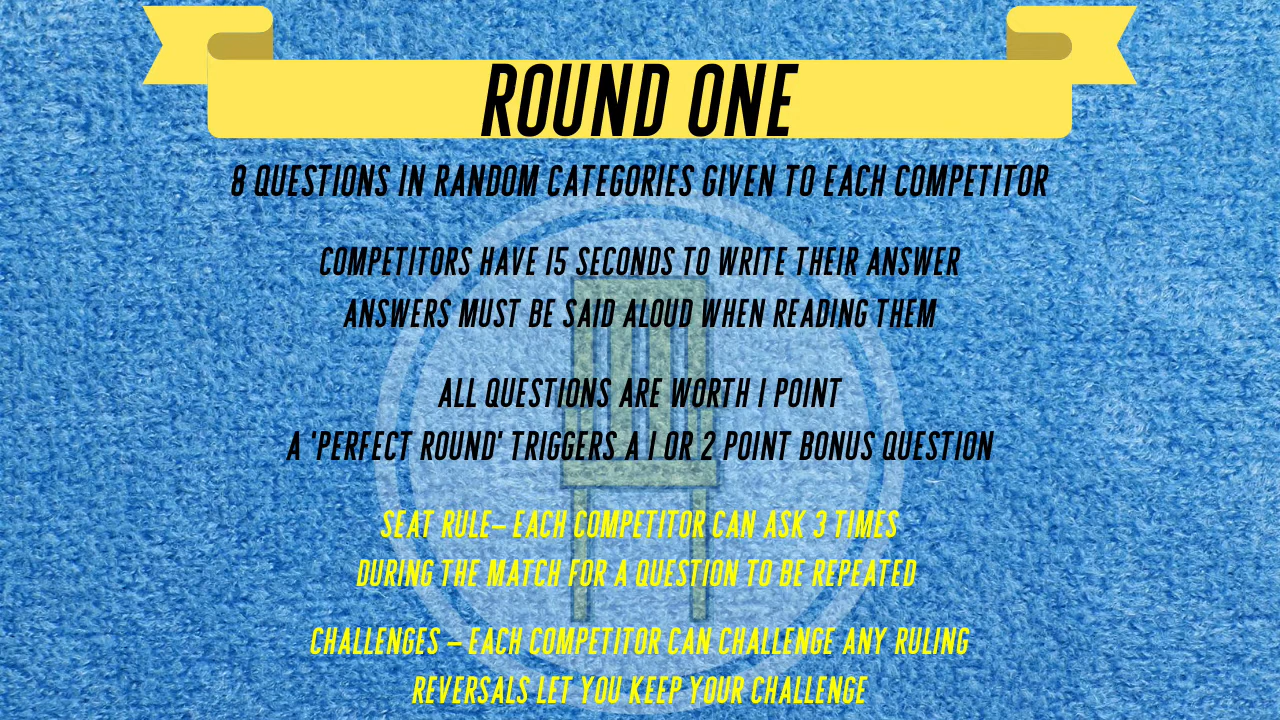 ROUND ONE
8 QUESTIONS IN RANDOM CATEGORIES GIVEN TO EACH COMPETITOR
COMPETITORS HAVE 15 SECONDS TO WRITE THEIR ANSWER
ANSWERS MUST BE SAID ALOUD WHEN READING THEM
ALL QUESTIONS ARE WORTH 1 POINT
A 'PERFECT ROUND' TRIGGERS A 1 OR 2 POINT BONUS QUESTION
SEAT RULE– EACH COMPETITOR CAN ASK 3 TIMES
DURING THE MATCH FOR A QUESTION TO BE REPEATED
CHALLENGES – EACH COMPETITOR CAN CHALLENGE ANY RULING
REVERSALS LET YOU KEEP YOUR CHALLENGE